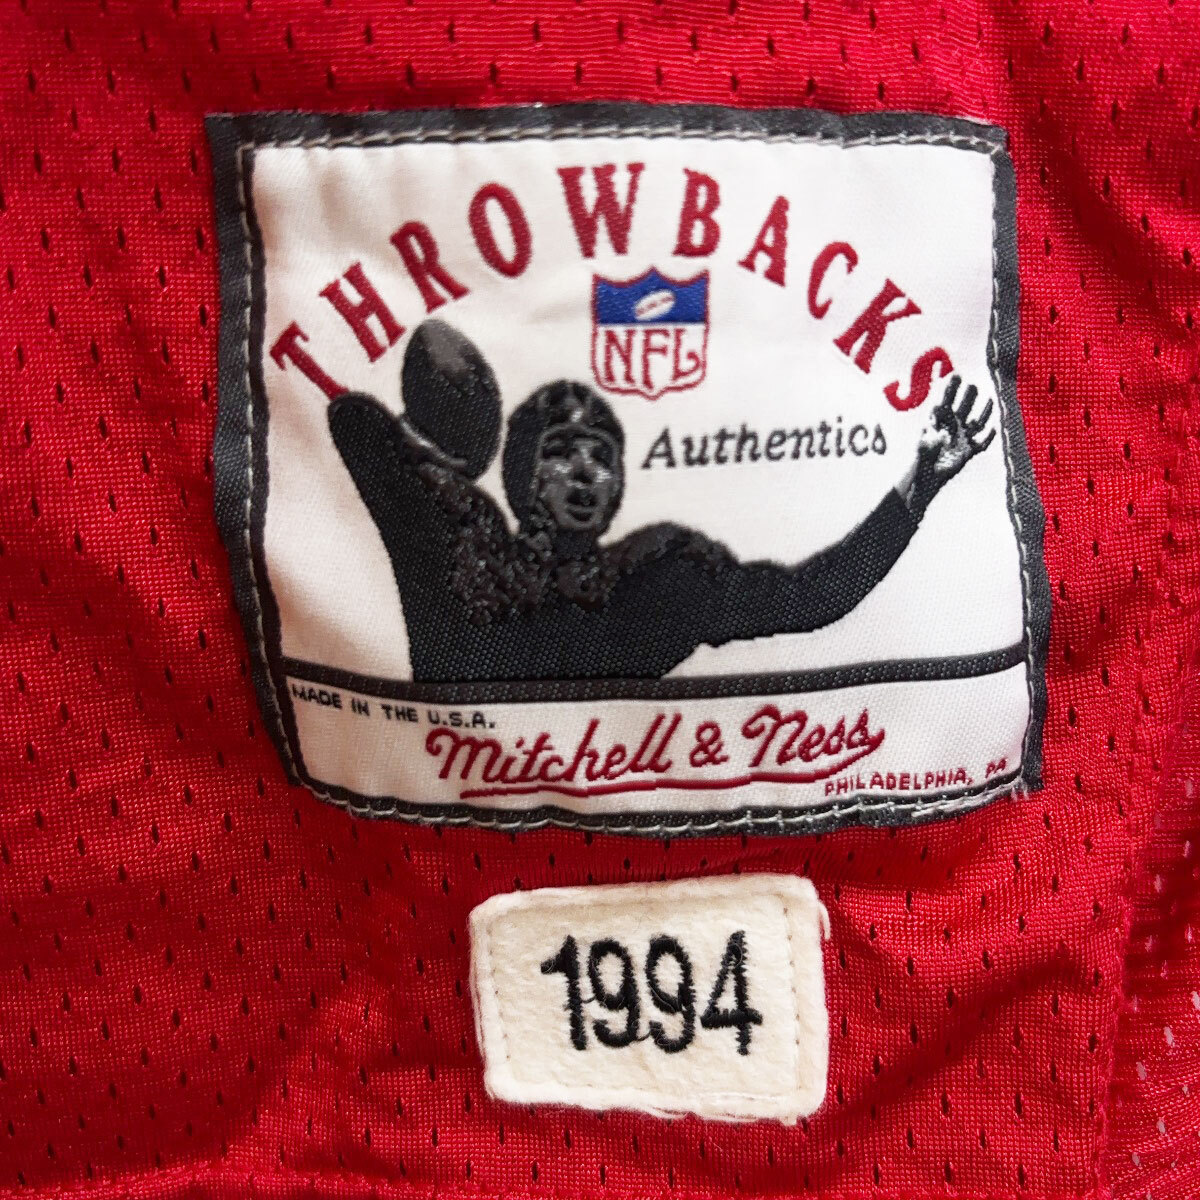 THROWBACKS
NFL
Authentics
MADE IN THE U.S.A.
Mitchell & Ness
PHILADELPHIA, PA
1994